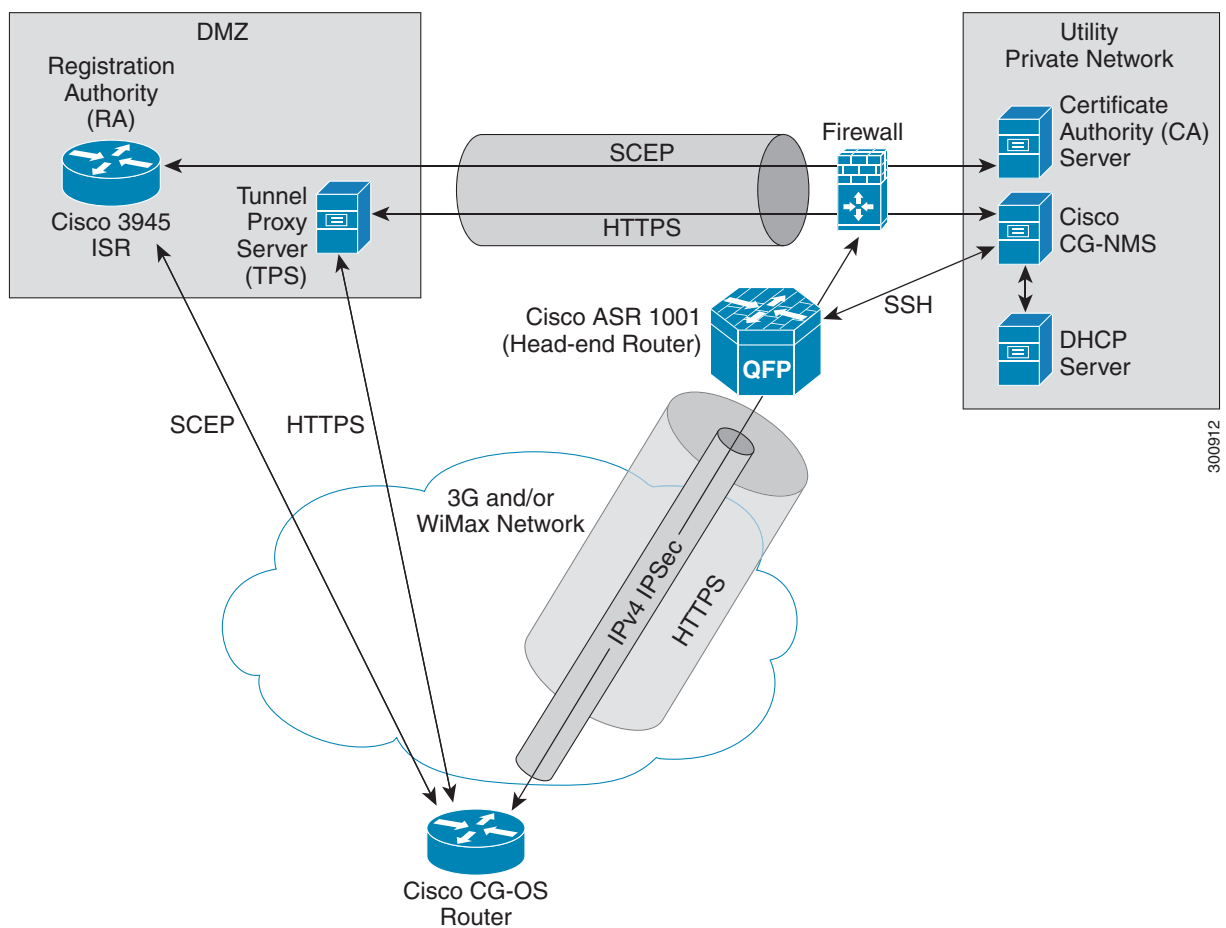 DMZ
Registration
Authority
(RA)
Cisco 3945
ISR
Tunnel
Proxy
Server
(TPS)
SCEP
HTTPS
Firewall
Utility
Private Network
Certificate
Authority (CA)
Server
Cisco
CG-NMS
DHCP
Server
SSH
Cisco ASR 1001
(Head-end Router)
QFP
SCEP
HTTPS
3G and/or
WiMax Network
IPv4 IPSec
HTTPS
Cisco CG-OS
Router
300912